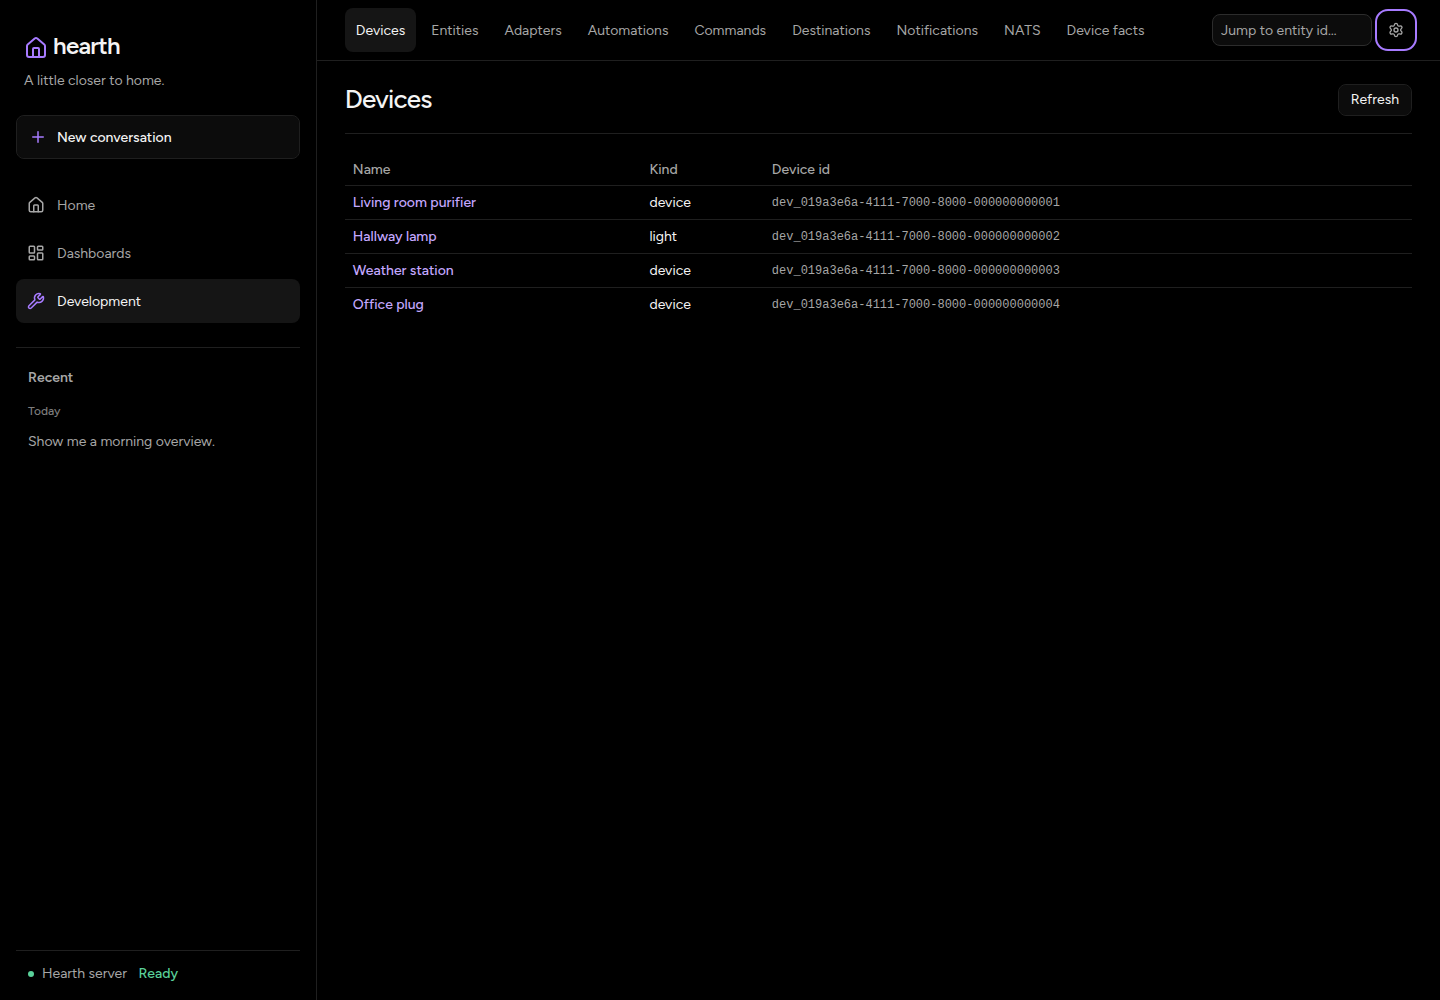 hearth
A little closer to home.
New conversation
Home
Dashboards
Development
Recent
Today
Show me a morning overview.
Hearth server Ready
Devices Entities Adapters Automations Commands Destinations Notifications NATS Device facts Jump to entity id...
Devices
Refresh
Name Kind Device id
Living room purifier device dev_019a3e6a-4111-7000-8000-000000000001
Hallway lamp light dev_019a3e6a-4111-7000-8000-000000000002
Weather station device dev_019a3e6a-4111-7000-8000-000000000003
Office plug device dev_019a3e6a-4111-7000-8000-000000000004